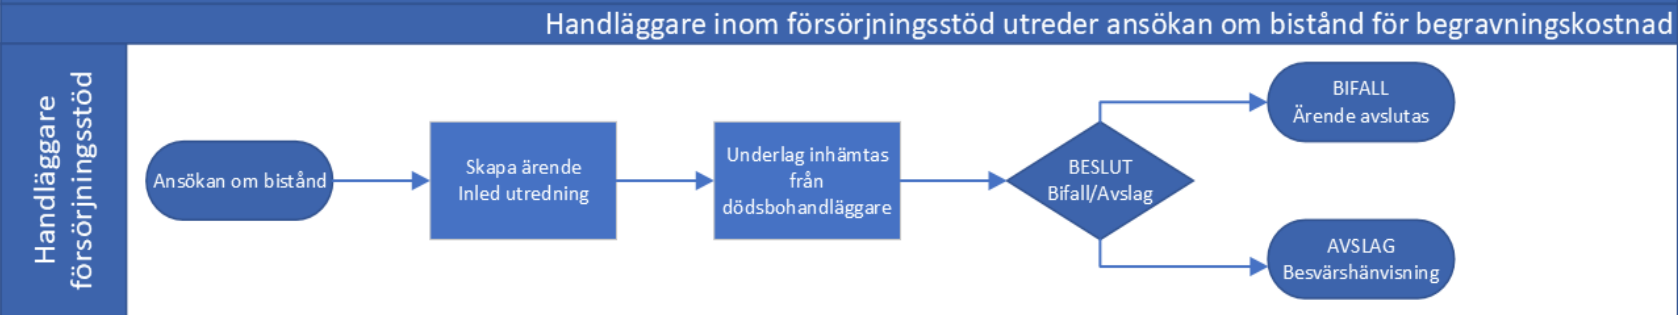 Handläggare inom försörjningsstöd utreder ansökan om bistånd för begravningskostnad
Handläggare
försörjningsstöd
Ansökan om bistånd
Skapa ärende
Inled utredning
Underlag inhämtas
från
dödsbohandläggare
BESLUT
Bifall/Avslag
BIFALL
Ärende avslutas
AVSLAG
Besvärshänvisning